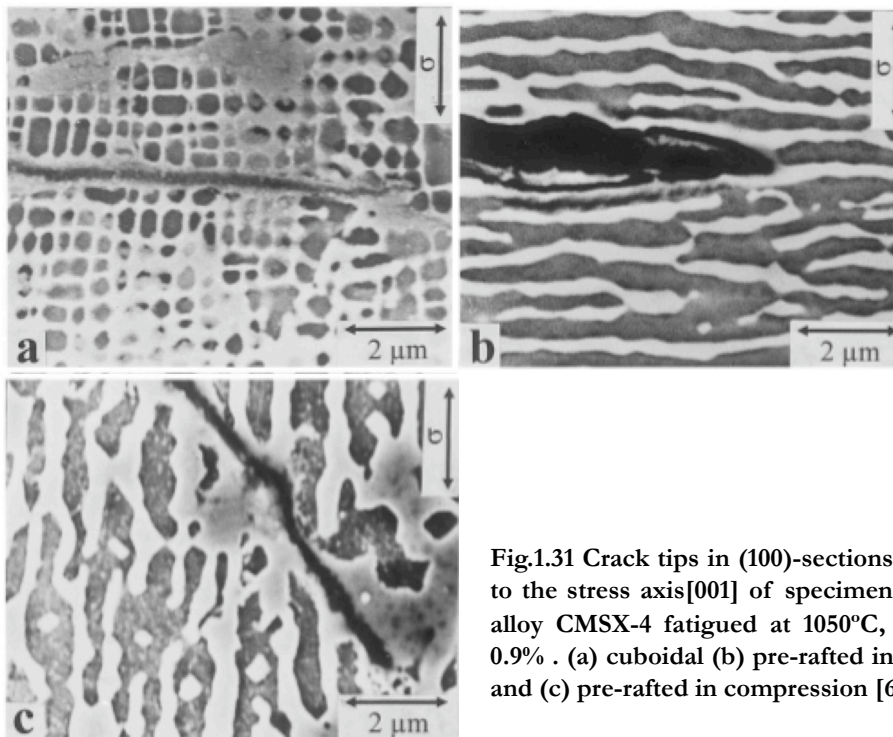 σ
a
2 μm
σ
b
2 μm
σ
c
2 μm
Fig.1.31 Crack tips in (100)-sections
to the stress axis[001] of specimen
alloy CMSX-4 fatigued at 1050ºC,
0.9% . (a) cuboidal (b) pre-rafted in
and (c) pre-rafted in compression [6